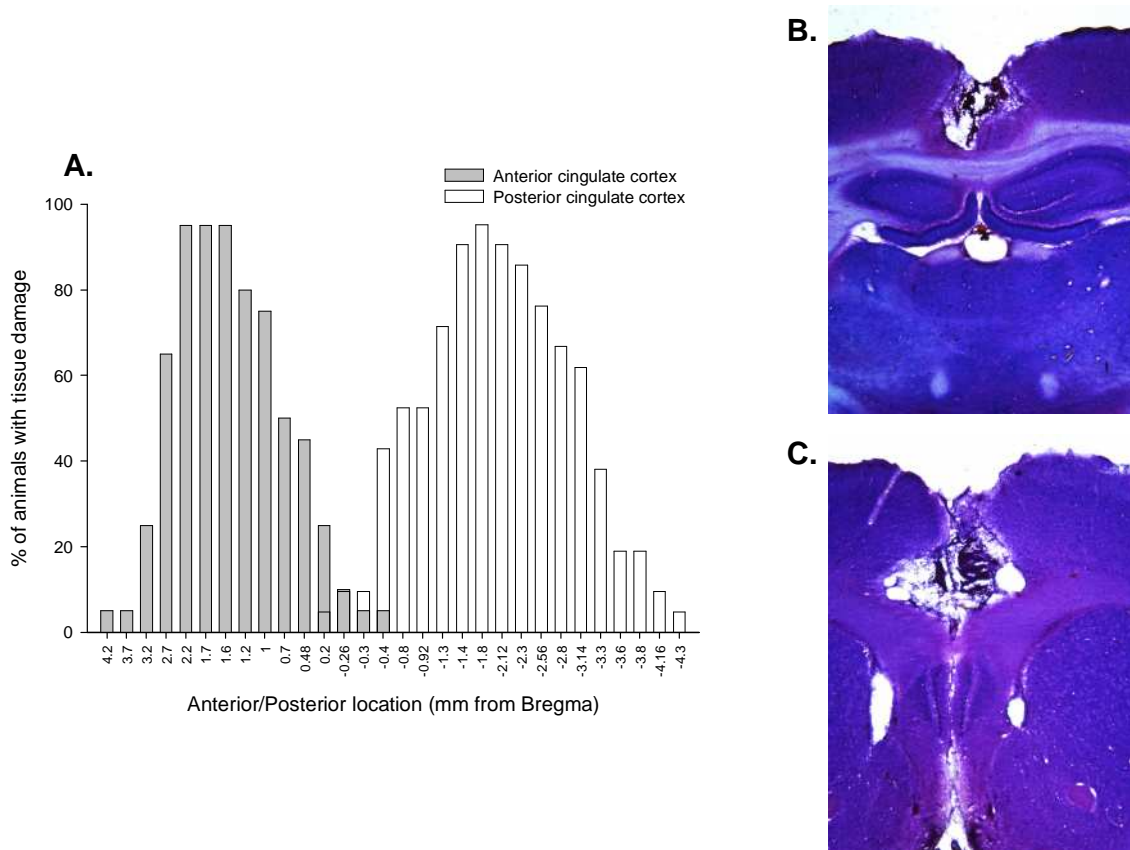 B.
A.
Anterior cingulate cortex
Posterior cingulate cortex
% of animals with tissue damage
100
80
60
40
20
0
4.2 3.7 3.2 2.7 2.2 1.7 1.6 1.2 1 0.7 0.48 0.2 -0.26 -0.3 -0.4 -0.8 -0.92 -1.3 -1.4 -1.8 -2.12 -2.3 -2.56 -2.8 -3.14 -3.3 -3.6 -3.8 -4.16 -4.3
Anterior/Posterior location (mm from Bregma)
C.